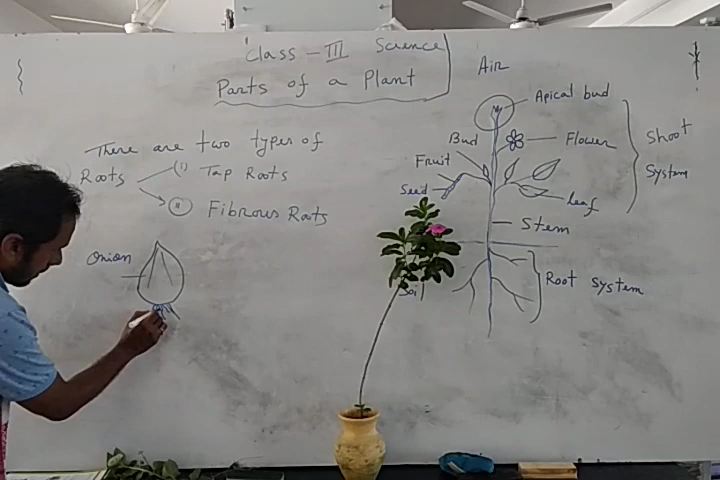 Class - III Science
Parts of a Plant
There are two types of
Roots
(i) Tap Roots
(ii) Fibrous Roots
Onion
Air
Apical bud
Bud
Flower
Fruit
Seed
leaf
Stem
Shoot
System
Root system